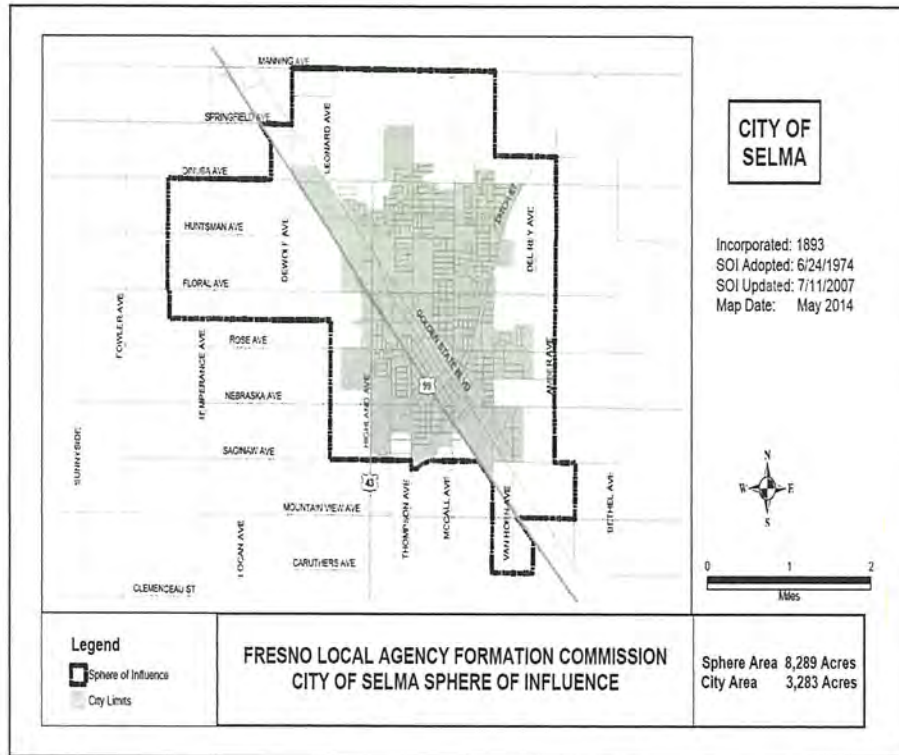 MANNING AVE
SPRINGFIELD AVE
LEONARD AVE
DINUBA AVE
HUNTSMAN AVE
DEWOLF AVE
DEL REY AVE
FLORAL AVE
FOWLER AVE
TEMPERANCE AVE
ROSE AVE
GOLDEN STATE BLVD
99
AMBER AVE
NEBRASKA AVE
HIGHLAND AVE
SUNNYSIDE
SAGINAW AVE
43
MOUNTAIN VIEW AVE
THOMPSON AVE
MCCALL AVE
VAN HORN AVE
BETHEL AVE
LOGAN AVE
CARUTHERS AVE
CLEMENCEAU ST
CITY OF
SELMA
Incorporated: 1893
SOI Adopted: 6/24/1974
SOI Updated: 7/11/2007
Map Date: May 2014
N
W E
S
0 1 2
Miles
Legend
Sphere of Influence
City Limits
FRESNO LOCAL AGENCY FORMATION COMMISSION
CITY OF SELMA SPHERE OF INFLUENCE
Sphere Area 8,289 Acres
City Area 3,283 Acres